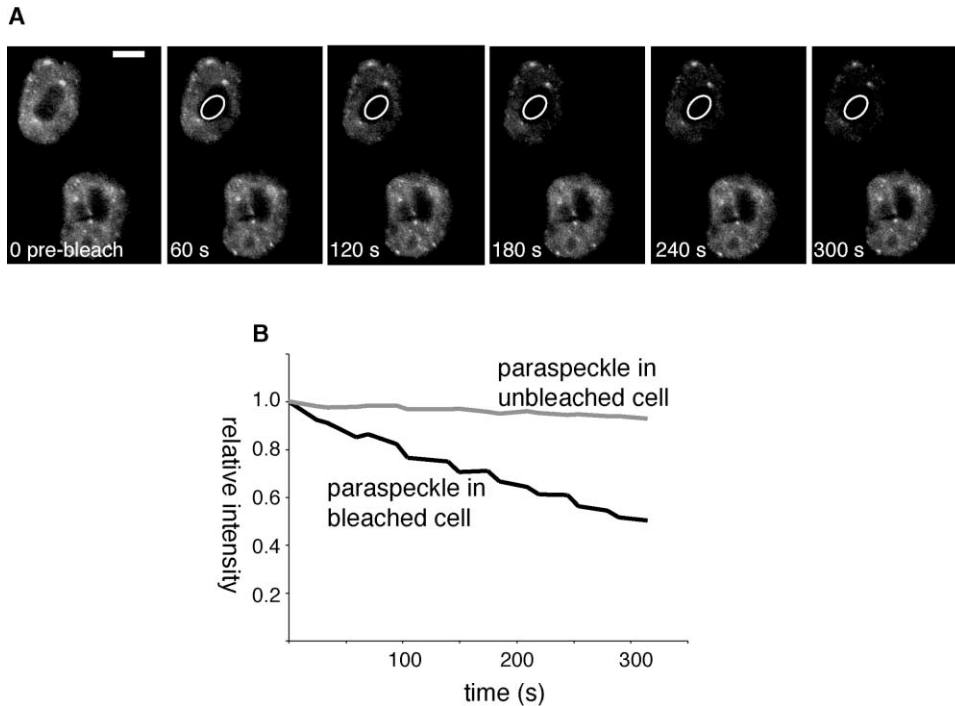 A
0 pre-bleach
60 s
120 s
180 s
240 s
300 s
B
paraspeckle in
unbleached cell
paraspeckle in
bleached cell
relative intensity
1.0
0.8
0.6
0.4
0.2
100
200
300
time (s)